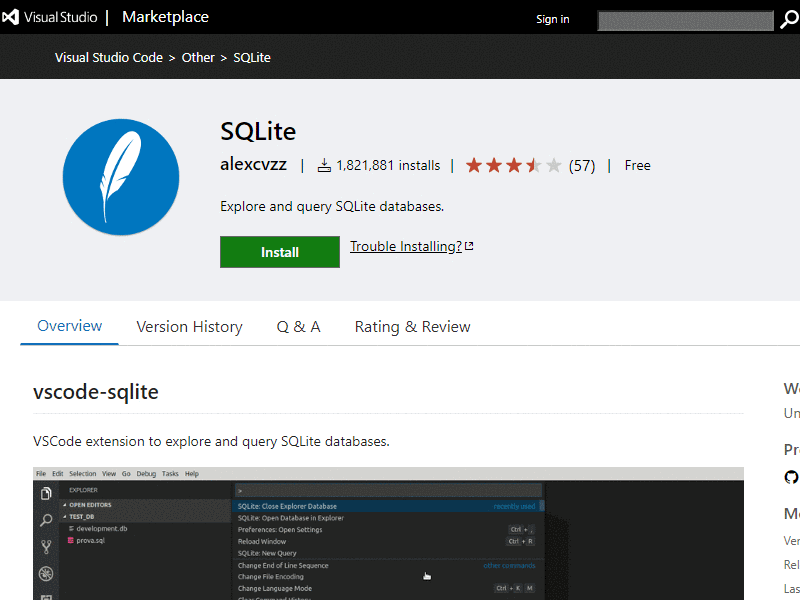 Visual Studio | Marketplace
Sign in
Visual Studio Code > Other > SQLite
SQLite
alexcvzz | 1,821,881 installs | (57) | Free
Explore and query SQLite databases.
Install
Trouble Installing?
Overview
Version History
Q & A
Rating & Review
vscode-sqlite
VSCode extension to explore and query SQLite databases.
File Edit Selection View Go Debug Tasks Help
EXPLORER
OPEN EDITORS
TEST_DB
development.db
prova.sql
>
SQLite: Close Explorer Database recently used
SQLite: Open Database in Explorer
Preferences: Open Settings Ctrl + ,
Reload Window Ctrl + R
SQLite: New Query
Change End of Line Sequence other commands
Change File Encoding
Change Language Mode Ctrl + K M
Clear Command History
Wo
Un
Pr
Mo
Ver
Rel
Las